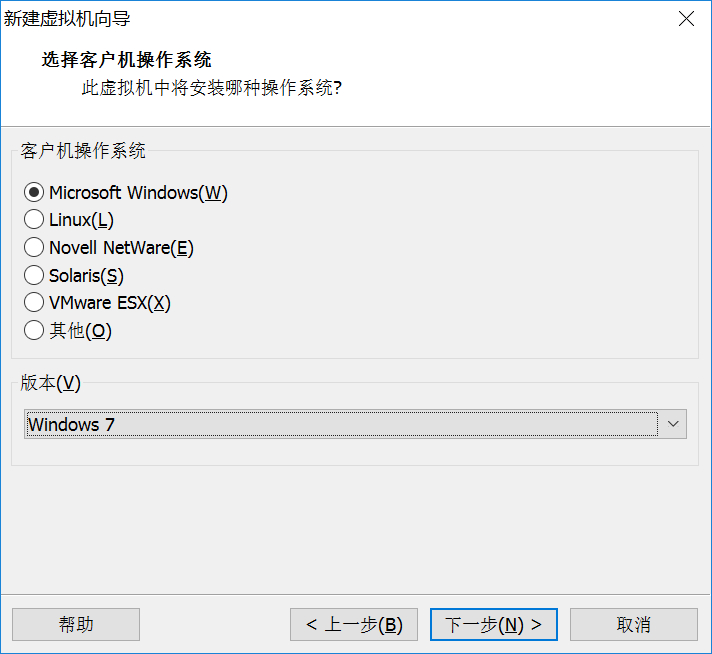 新建虚拟机向导
选择客户机操作系统
此虚拟机中将安装哪种操作系统?
客户机操作系统
Microsoft Windows(W)
Linux(L)
Novell NetWare(E)
Solaris(S)
VMware ESX(X)
其他(O)
版本(V)
Windows 7
帮助
< 上一步(B)
下一步(N) >
取消